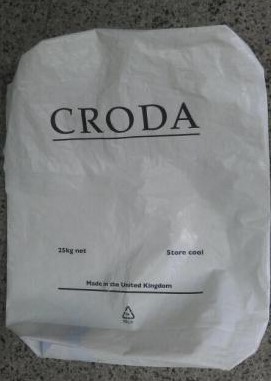 CRODA
25kg net Store cool
Made in the United Kingdom